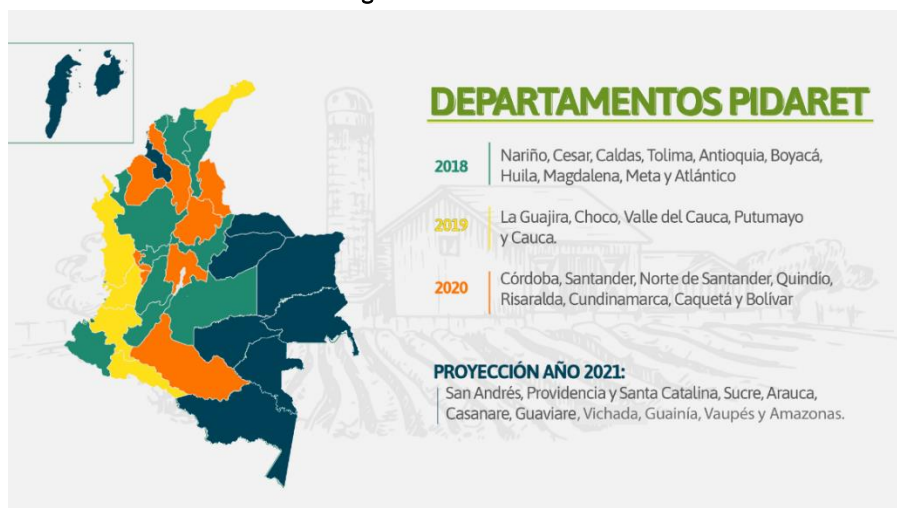 DEPARTAMENTOS PIDARET
2018
Nariño, Cesar, Caldas, Tolima, Antioquia, Boyacá,
Huila, Magdalena, Meta y Atlántico
2019
La Guajira, Choco, Valle del Cauca, Putumayo
y Cauca.
2020
Córdoba, Santander, Norte de Santander, Quindío,
Risaralda, Cundinamarca, Caquetá y Bolívar
PROYECCIÓN AÑO 2021:
San Andrés, Providencia y Santa Catalina, Sucre, Arauca,
Casanare, Guaviare, Vichada, Guainía, Vaupés y Amazonas.